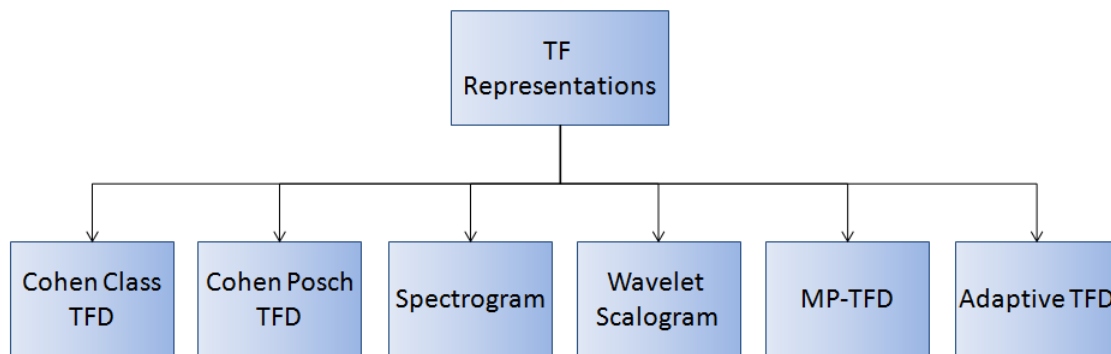 TF
Representations
Cohen Class
TFD
Cohen Posch
TFD
Spectrogram
Wavelet
Scalogram
MP-TFD
Adaptive TFD